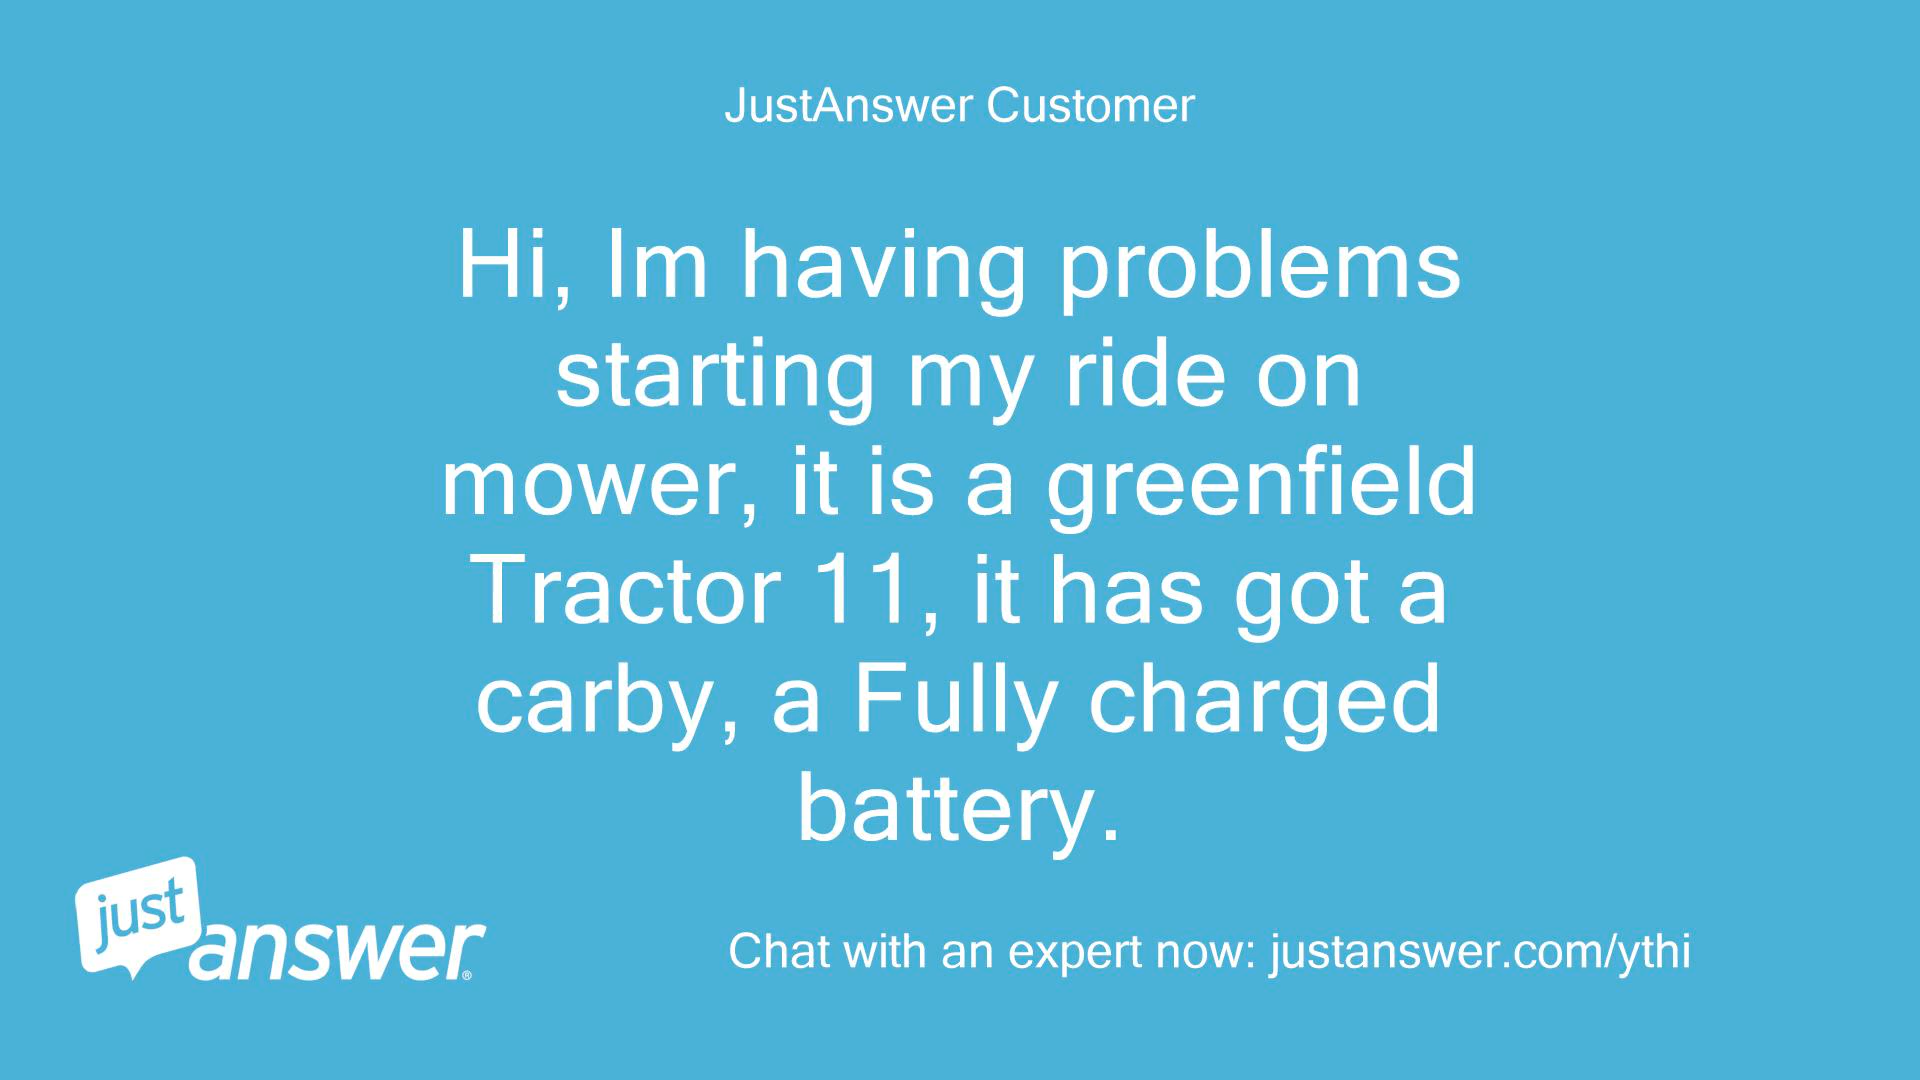 JustAnswer Customer
Hi, Im having problems
starting my ride on
mower, it is a greenfield
Tractor 11, it has got a
carby, a Fully charged
battery.
just
answer®
Chat with an expert now: justanswer.com/ythi